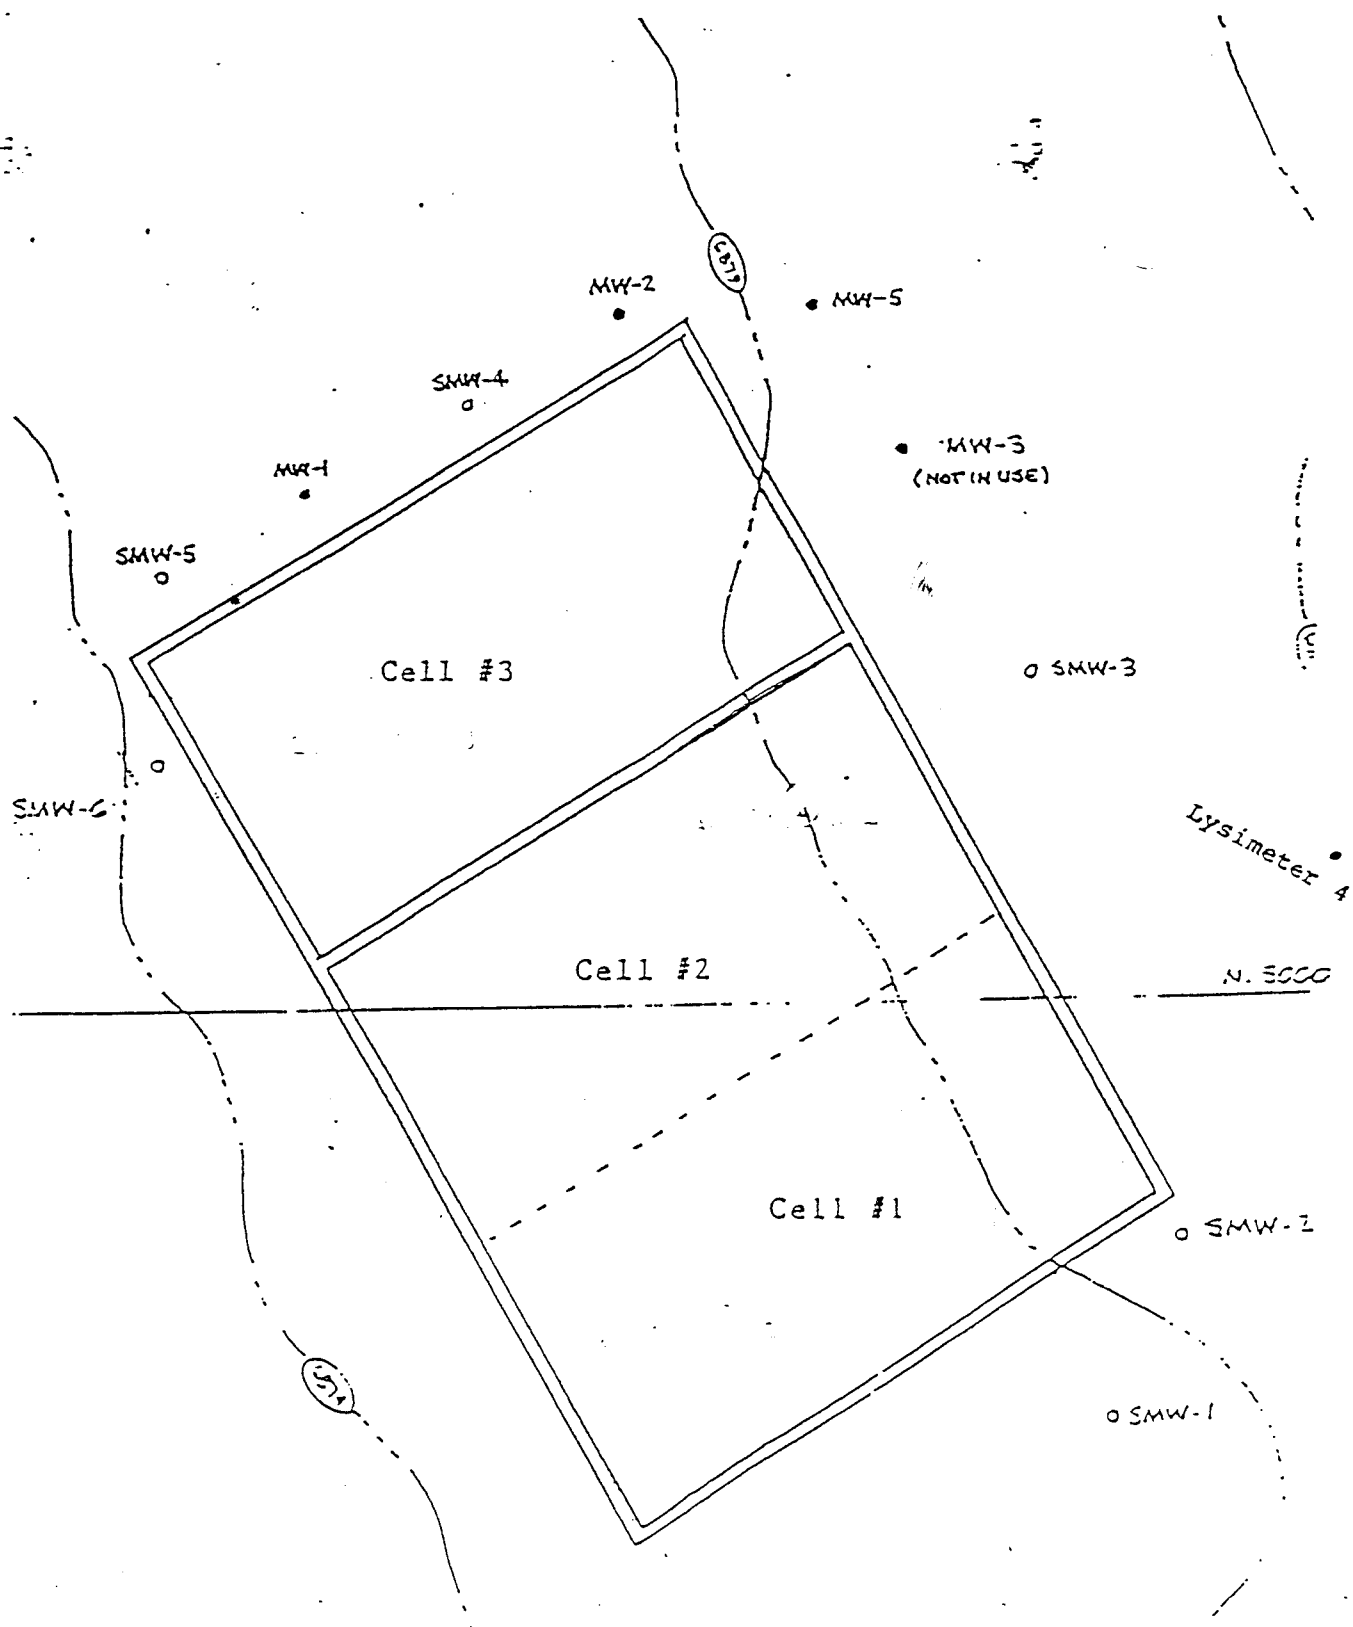 MW-2
MW-5
SMW-4
MW-3
(NOT IN USE)
MW-1
SMW-5
Cell #3
SMW-3
SMW-6
Lysimeter 4
Cell #2
N. 5000
Cell #1
SMW-2
SMW-1